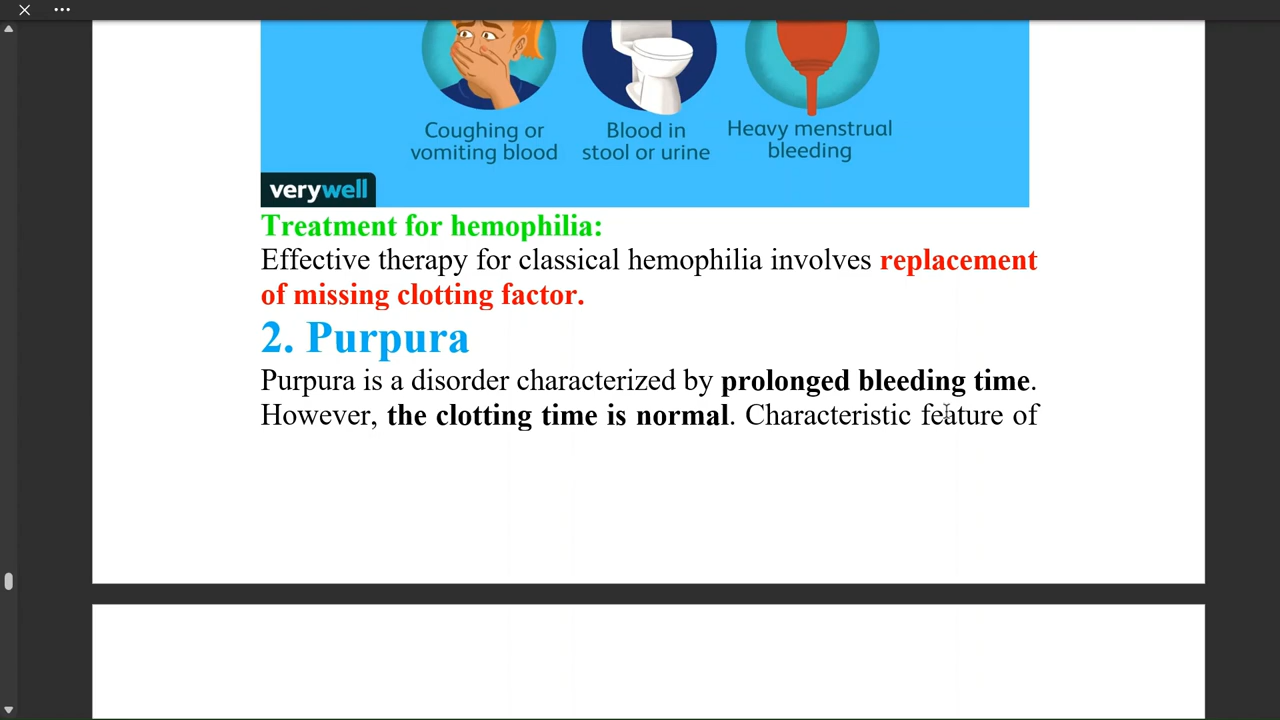 Coughing or
vomiting blood
Blood in
stool or urine
Heavy menstrual
bleeding
verywell
Treatment for hemophilia:
Effective therapy for classical hemophilia involves replacement
of missing clotting factor.
2. Purpura
Purpura is a disorder characterized by prolonged bleeding time.
However, the clotting time is normal. Characteristic feature of